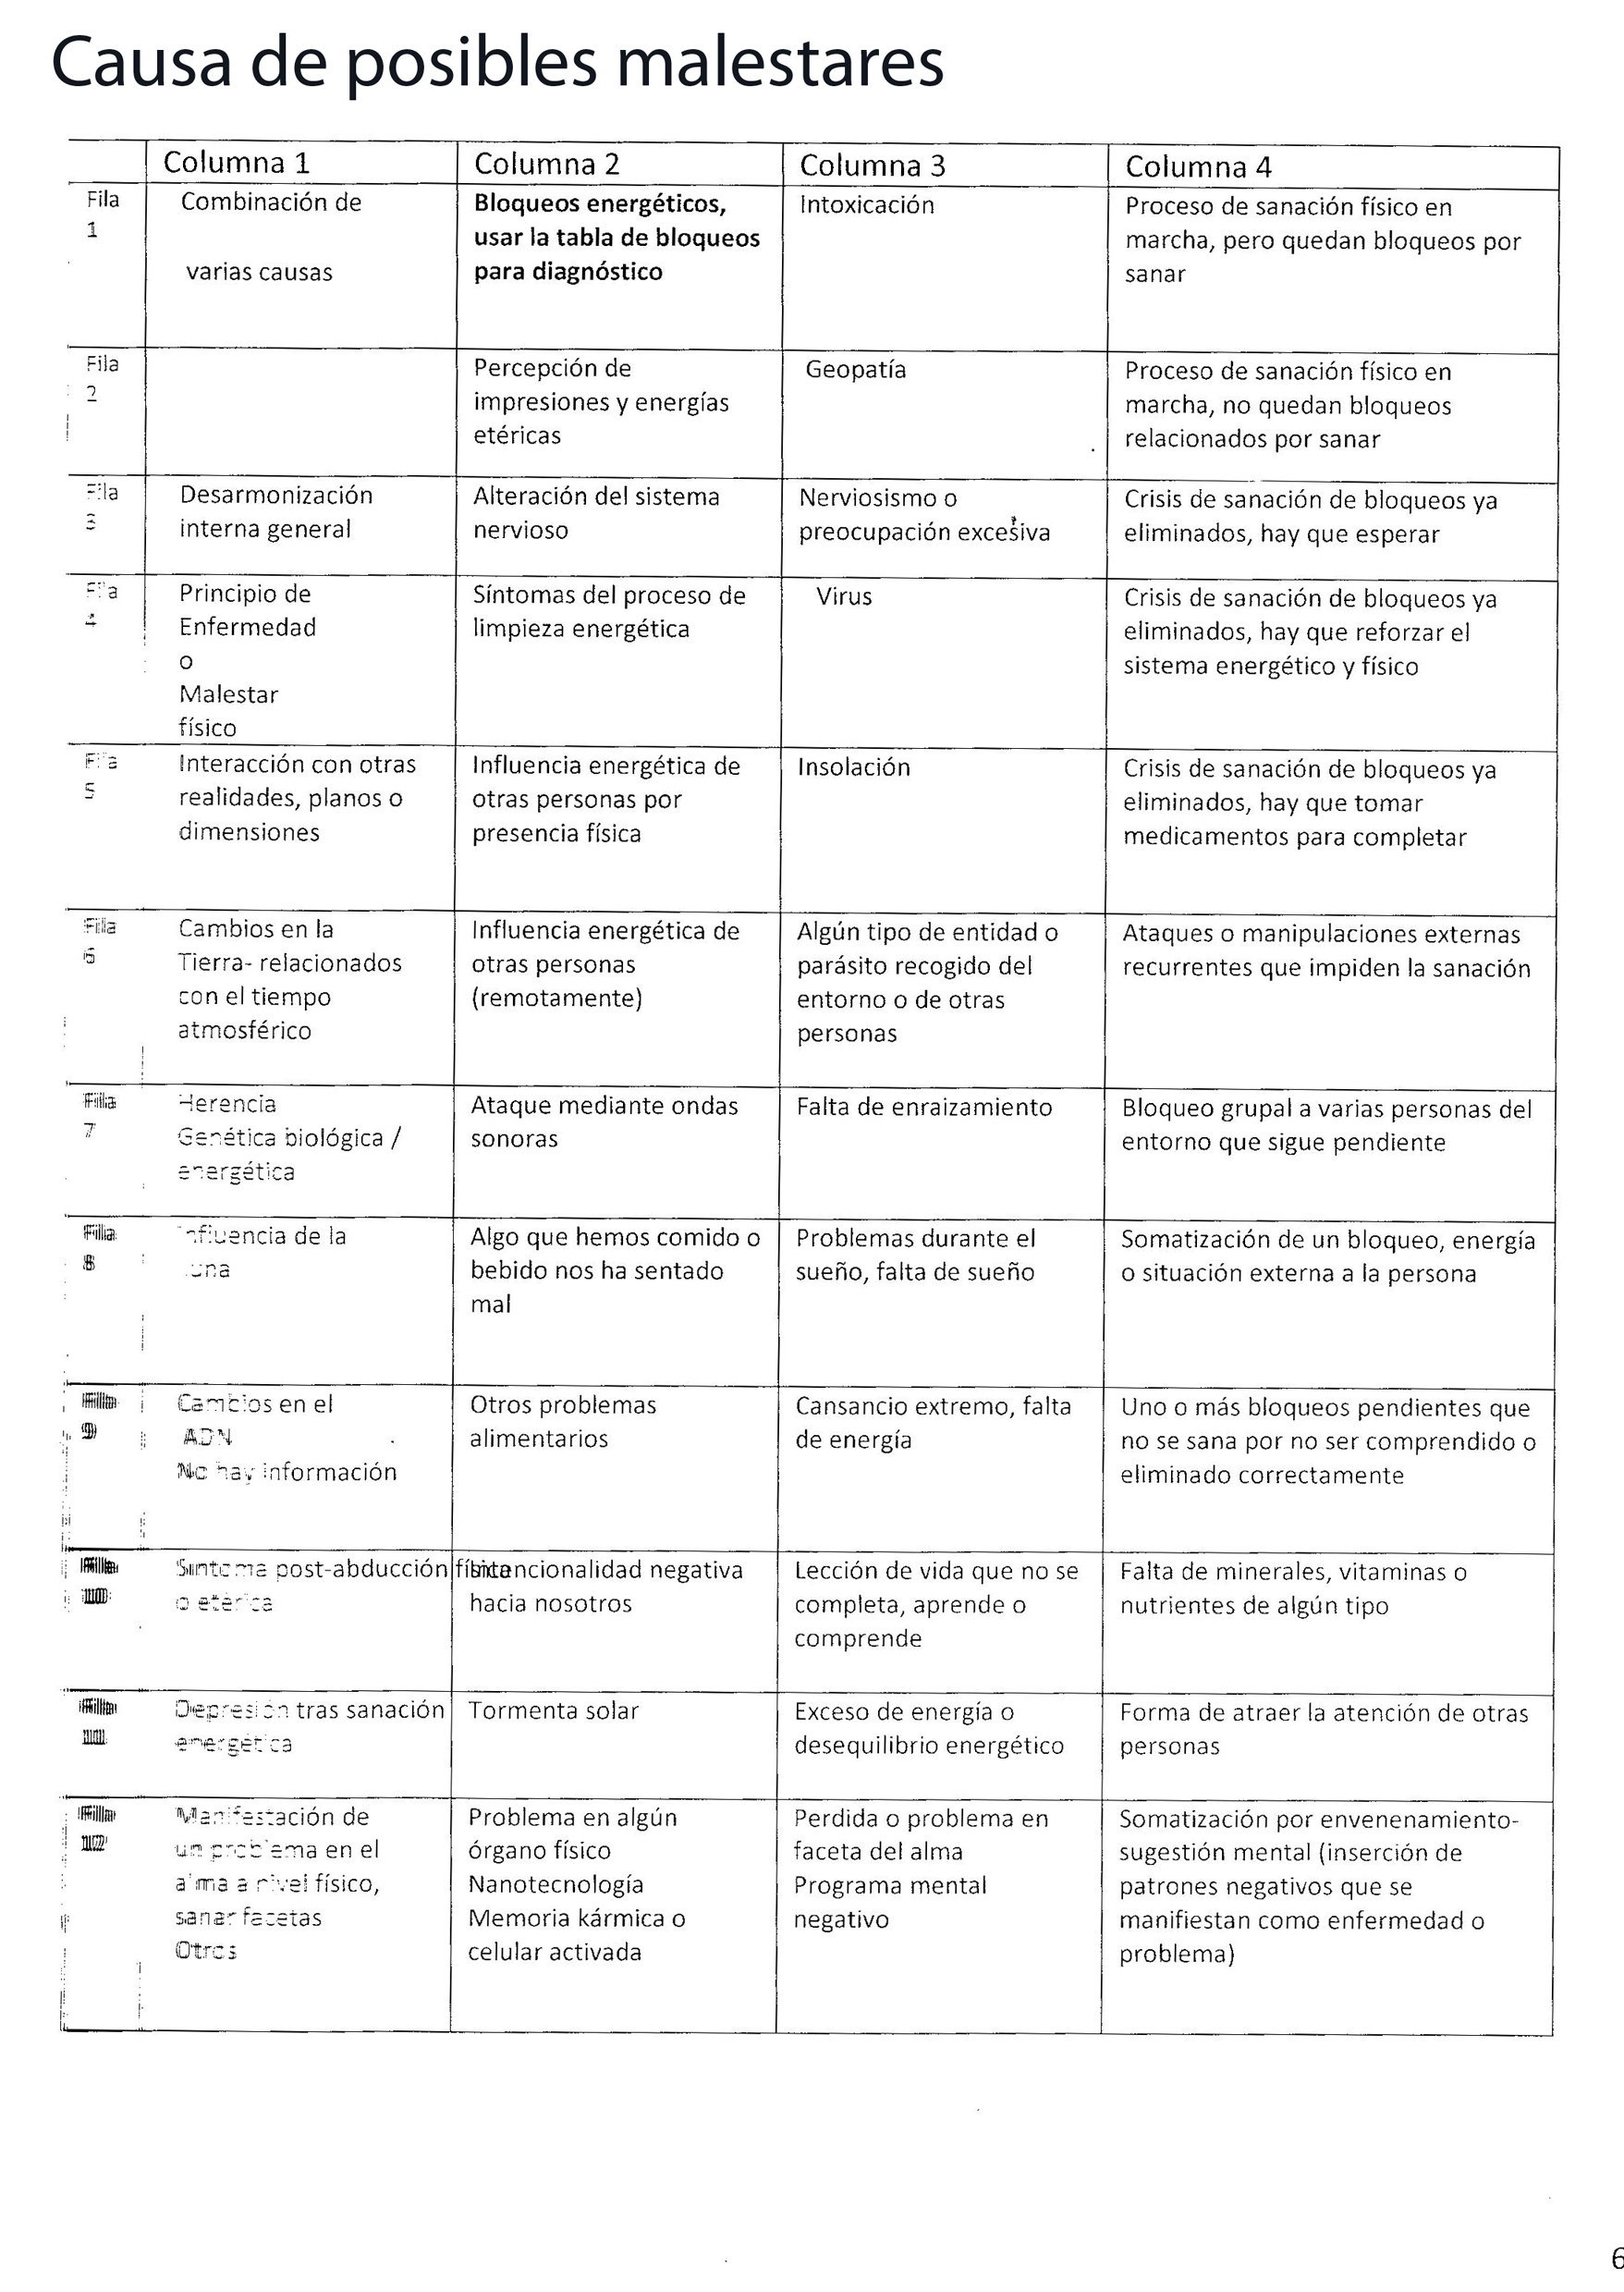 Causa de posibles malestares
Columna 1
Columna 2
Columna 3
Columna 4
Fila
1
Combinación de
varias causas
Bloqueos energéticos,
usar la tabla de bloqueos
para diagnóstico
Intoxicación
Proceso de sanación físico en
marcha, pero quedan bloqueos por
sanar
Fila
2
Percepción de
impresiones y energías
etéricas
Geopatía
Proceso de sanación físico en
marcha, no quedan bloqueos
relacionados por sanar
Fila
3
Desarmonización
interna general
Alteración del sistema
nervioso
Nerviosismo o
preocupación excesiva
Crisis de sanación de bloqueos ya
eliminados, hay que esperar
Fila
4
Principio de
Enfermedad
o
Malestar
físico
Síntomas del proceso de
limpieza energética
Virus
Crisis de sanación de bloqueos ya
eliminados, hay que reforzar el
sistema energético y físico
Fila
5
Interacción con otras
realidades, planos o
dimensiones
Influencia energética de
otras personas por
presencia física
Insolación
Crisis de sanación de bloqueos ya
eliminados, hay que tomar
medicamentos para completar
Fila
6
Cambios en la
Tierra- relacionados
con el tiempo
atmosférico
Influencia energética de
otras personas
(remotamente)
Algún tipo de entidad o
parásito recogido del
entorno o de otras
personas
Ataques o manipulaciones externas
recurrentes que impiden la sanación
Fila
7
Herencia
Genética biológica /
energética
Ataque mediante ondas
sonoras
Falta de enraizamiento
Bloqueo grupal a varias personas del
entorno que sigue pendiente
Fila
8
Influencia de la
Luna
Algo que hemos comido o
bebido nos ha sentado
mal
Problemas durante el
sueño, falta de sueño
Somatización de un bloqueo, energía
o situación externa a la persona
Fila
9
Cambios en el
ADN
No hay información
Otros problemas
alimentarios
Cansancio extremo, falta
de energía
Uno o más bloqueos pendientes que
no se sana por no ser comprendido o
eliminado correctamente
Fila
10
Síntoma post-abducción física
o etérica
Intencionalidad negativa
hacia nosotros
Lección de vida que no se
completa, aprende o
comprende
Falta de minerales, vitaminas o
nutrientes de algún tipo
Fila
11
Depresión tras sanación
energética
Tormenta solar
Exceso de energía o
desequilibrio energético
Forma de atraer la atención de otras
personas
Fila
12
Manifestación de
un problema en el
alma a nivel físico,
sanar facetas
Otros
Problema en algún
órgano físico
Nanotecnología
Memoria kármica o
celular activada
Perdida o problema en
faceta del alma
Programa mental
negativo
Somatización por envenenamiento-
sugestión mental (inserción de
patrones negativos que se
manifiestan como enfermedad o
problema)
6